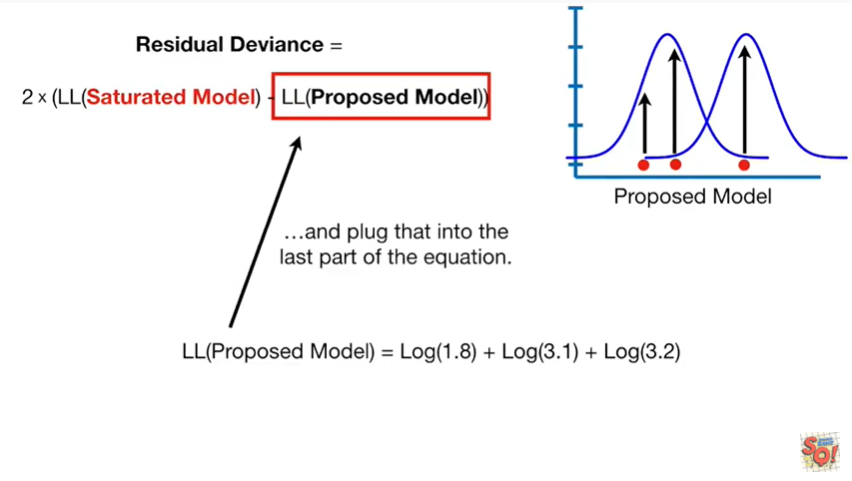 Residual Deviance =
2 x (LL(Saturated Model) - LL(Proposed Model))
Proposed Model
…and plug that into the
last part of the equation.
LL(Proposed Model) = Log(1.8) + Log(3.1) + Log(3.2)
SQ!